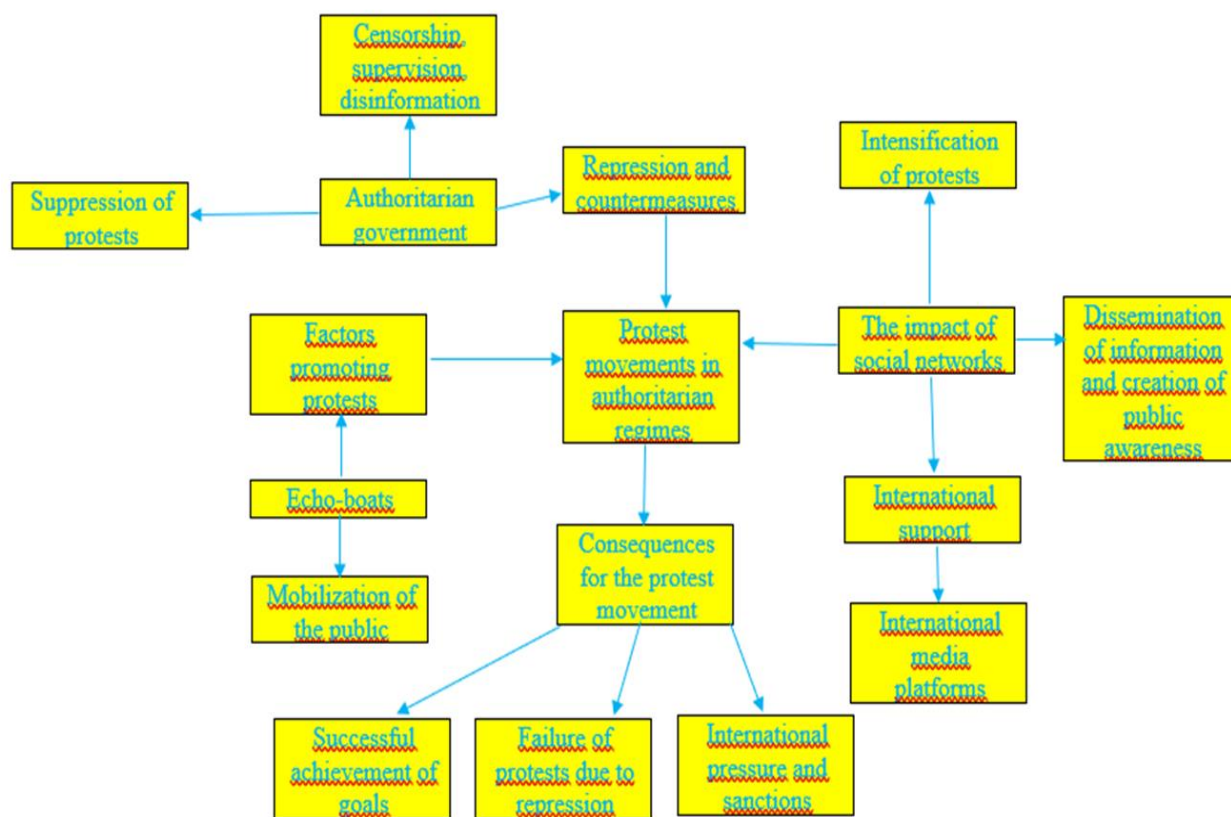 Censorship,
supervision,
disinformation
Suppression of
protests
Authoritarian
government
Repression and
countermeasures
Intensification
of protests
Factors
promoting
protests
Protest
movements in
authoritarian
regimes
The impact of
social networks
Dissemination
of information
and creation of
public
awareness
Echo-boats
Mobilization of
the public
Consequences
for the protest
movement
International
support
International
media
platforms
Successful
achievement of
goals
Failure of
protests due to
repression
International
pressure and
sanctions